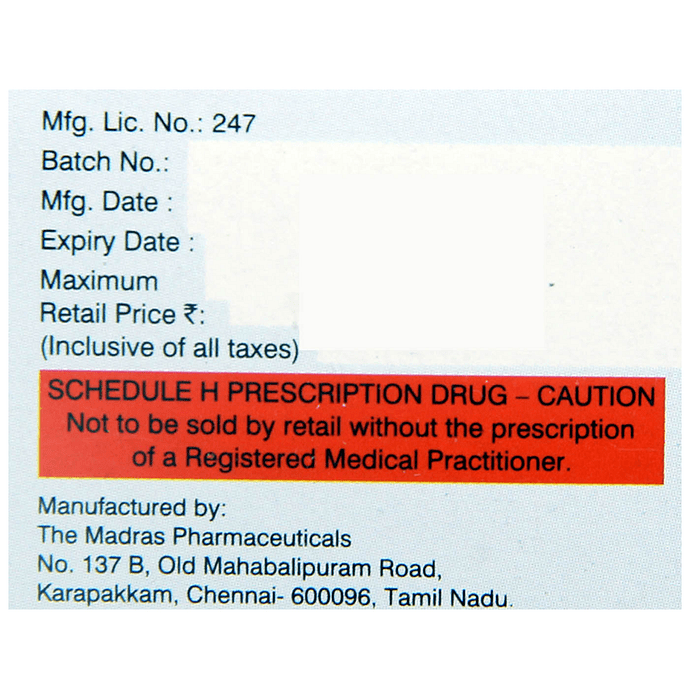 Mfg. Lic. No.: 247
Batch No.:
Mfg. Date :
Expiry Date :
Maximum
Retail Price ₹:
(Inclusive of all taxes)
SCHEDULE H PRESCRIPTION DRUG – CAUTION
Not to be sold by retail without the prescription
of a Registered Medical Practitioner.
Manufactured by:
The Madras Pharmaceuticals
No. 137 B, Old Mahabalipuram Road,
Karapakkam, Chennai- 600096, Tamil Nadu.